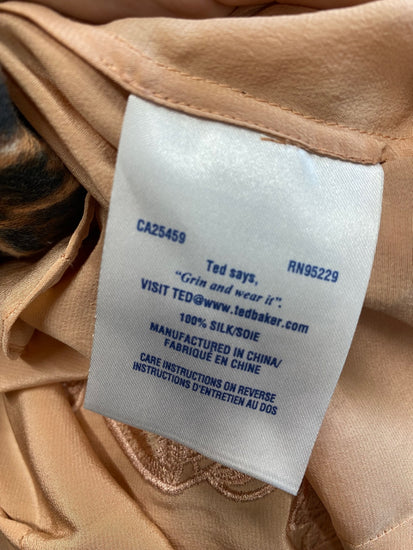 CA25459
RN95229
Ted says,
"Grin and wear it".
VISIT TED@www.tedbaker.com
100% SILK/SOIE
MANUFACTURED IN CHINA/
FABRIQUÉ EN CHINE
CARE INSTRUCTIONS ON REVERSE
INSTRUCTIONS D'ENTRETIEN AU DOS